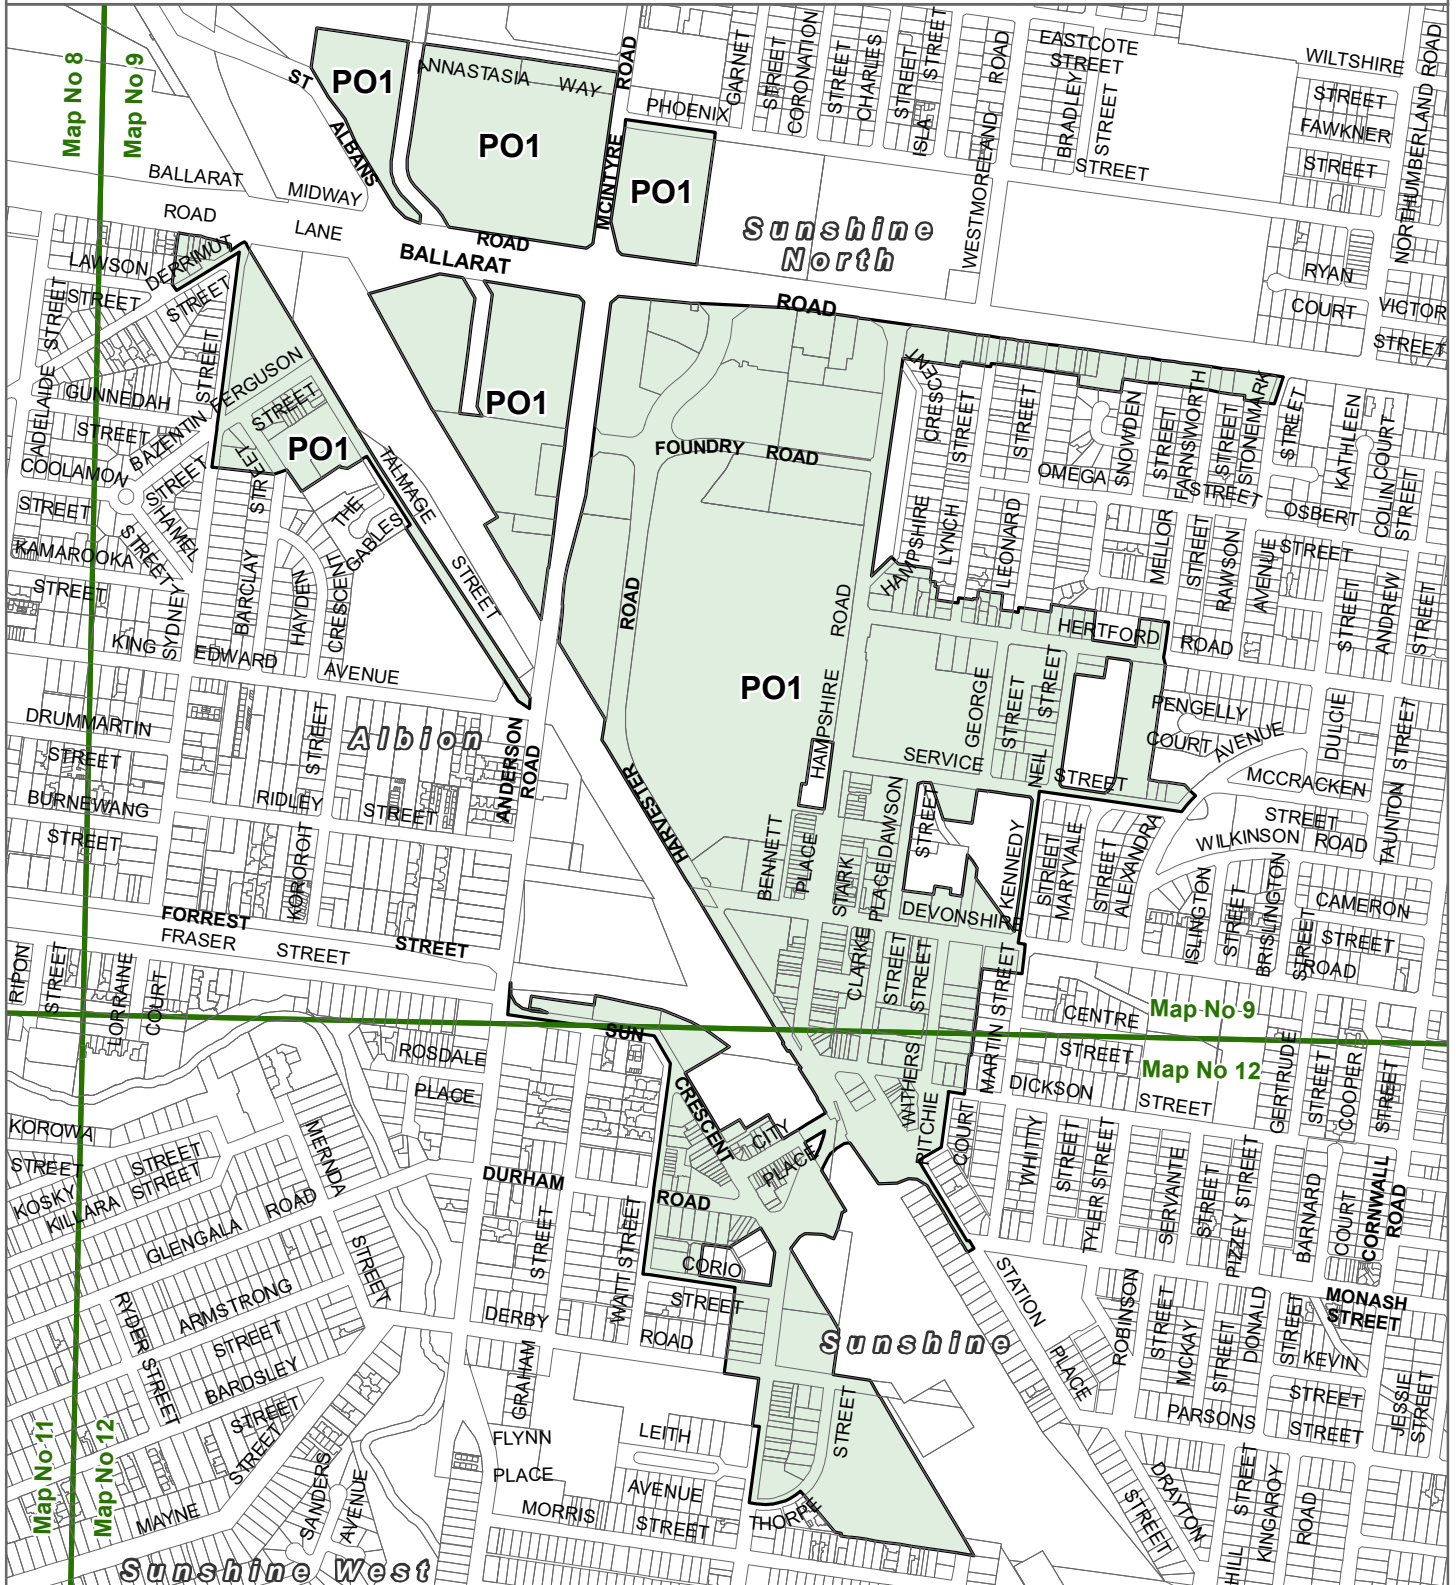 Map No 8
Map No 9
ST
ALBANS
PO1
ANNASTASIA WAY
ROAD
PO1
MCINTYRE
PO1
PHOENIX
GARNET
STREET
CORONATION
STREET
CHARLES
STREET
ISLA
STREET
ROAD
WESTMORELAND
EASTCOTE
STREET
BRADLEY
STREET
STREET
WILTSHIRE
STREET
FAWKNER
STREET
ROAD
NORTHUMBERLAND
BALLARAT
MIDWAY
ROAD
LANE
ROAD
BALLARAT
Sunshine
North
ROAD
RYAN
COURT
VICTOR
STREET
LAWSON
STREET
DERRIMUT
STREET
STREET
ADELAIDE
GUNNEDAH
STREET
STREET
FERGUSON
STREET
BAZENTIN
STREET
COOLAMON
STREET
PO1
PO1
STREET
TALMAGE
STREET
THE
GABLES
SHAMEL
STREET
KAMAROOKA
STREET
SYDNEY
BARCLAY
HAYDEN
CRESCENT
KING
EDWARD
AVENUE
FOUNDRY ROAD
ROAD
CRESCENT
CRESCENT
HAMPSHIRE
LYNCH
STREET
LEONARD
STREET
OMEGA
SNOWDEN
STREET
FARNSWORTH
STREET
STONEMARK
STREET
STREET
KATHLEEN
COURT
COLIN
STREET
OSBERT
STREET
MELLOR
STREET
RAWSON
AVENUE
STREET
ANDREW
STREET
HAMPSHIRE
ROAD
HAMPSHIRE
HERTFORD
ROAD
PO1
GEORGE
STREET
NEIL
STREET
SERVICE
STREET
PENGELLY
COURT
AVENUE
DULCIE
STREET
TAUNTON
MCCRACKEN
STREET
WILKINSON
ROAD
DRUMMARTIN
STREET
BURNEWANG
STREET
Albion
STREET
RIDLEY
STREET
KOROROIT
ANDERSON
ROAD
HARVESTER
BENNETT
PLACE
STARK
PLACE
DAWSON
STREET
KENNEDY
STREET
MARYVALE
STREET
ALEXANDRA
DEVONSHIRE
CLARKE
STREET
STREET
ISLINGTON
STREET
BRISLINGTON
STREET
CAMERON
STREET
ROAD
FORREST
FRASER
STREET
STREET
RIPON
STREET
LORRAINE
COURT
MARTIN STREET
CENTRE
Map No 9
STREET
Map No 12
DICKSON
STREET
GERTRUDE
STREET
COOPER
STREET
SUN
CRESCENT
ROSDALE
PLACE
WITHERS
RITCHIE
COURT
KOROWA
STREET
KOSKY
STREET
STREET
KILLARA
MERNDA
STREET
GLENGALA
ROAD
DURHAM
ROAD
STREET
WATT STREET
CITY
PLACE
CORIO
STREET
WHITTY
STREET
TYLER STREET
SERVANTE
STREET
PIZZEY STREET
BARNARD
COURT
CORNWALL
ROAD
STATION
PLACE
RYDER
STREET
ARMSTRONG
STREET
BARDSLEY
STREET
STREET
DERBY
ROAD
GRAHAM
Sunshine
ROBINSON
STREET
MCKAY
STREET
DONALD
STREET
MONASH
STREET
KEVIN
STREET
STREET
PARSONS
JESSIE
STREET
Map No 11
Map No 12
MAYNE
SANDERS
AVENUE
FLYNN
PLACE
LEITH
AVENUE
MORRIS
STREET
STREET
THORPE
DRAYTON
STREET
HILL
STREET
KINGAROY
ROAD
Sunshine West